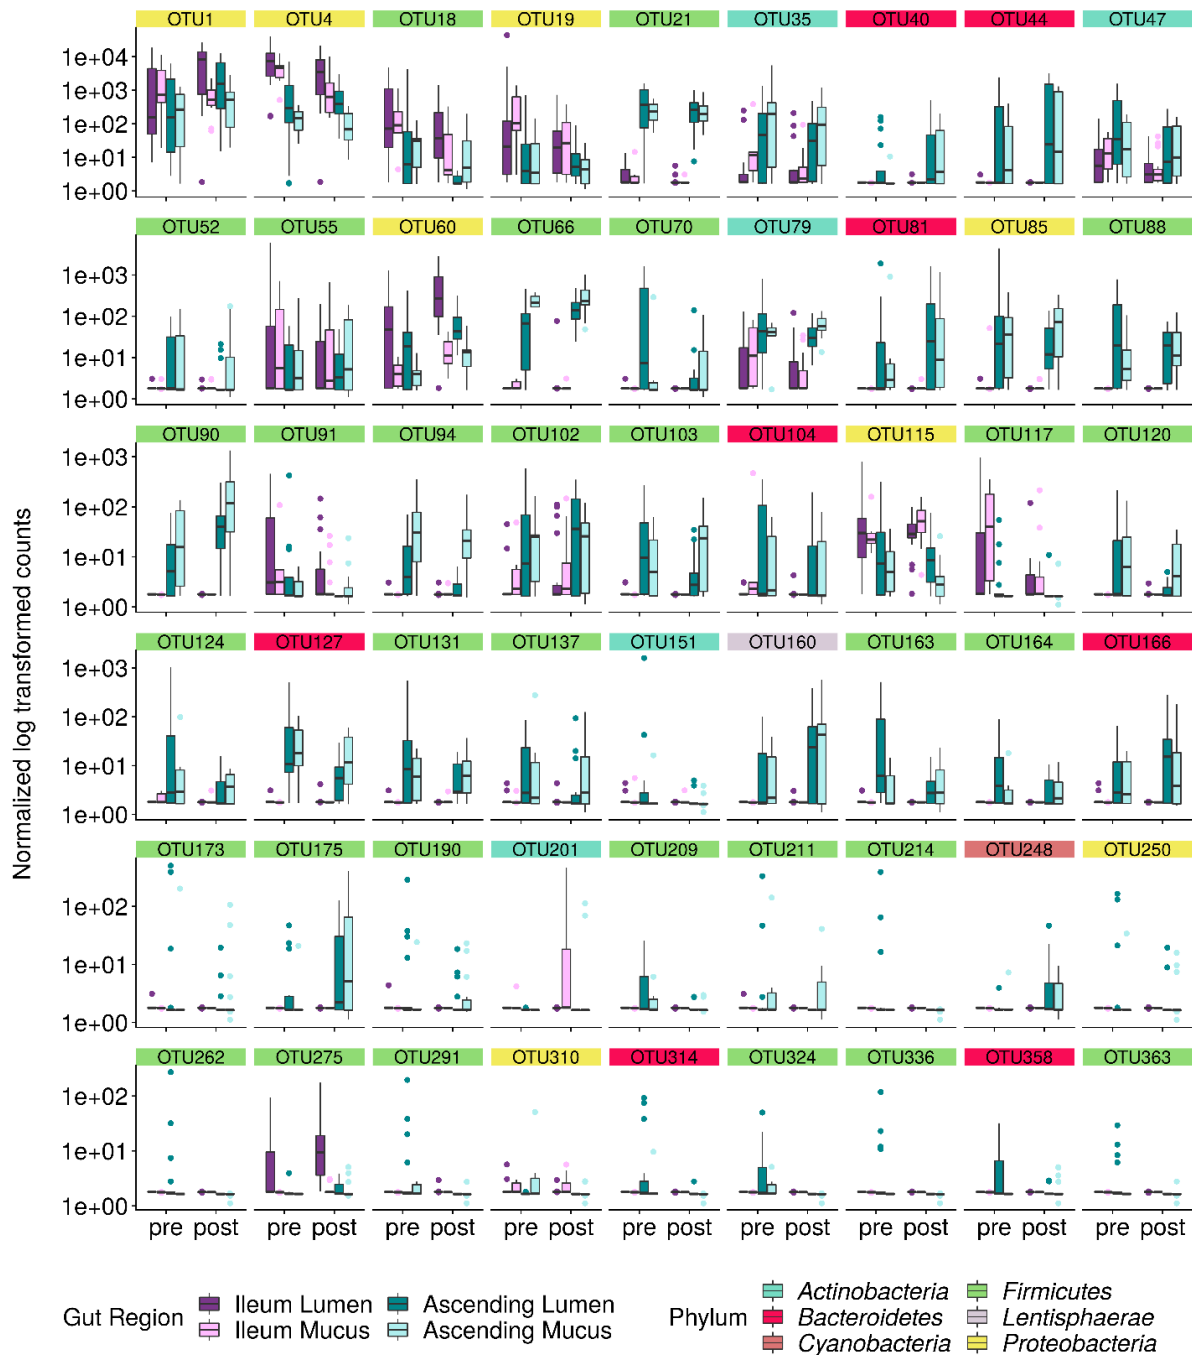 OTU1 OTU4 OTU18 OTU19 OTU21 OTU35 OTU40 OTU44 OTU47
1e+04
1e+03
1e+02
1e+01
1e+00
OTU52 OTU55 OTU60 OTU66 OTU70 OTU79 OTU81 OTU85 OTU88
1e+03
1e+02
1e+01
1e+00
OTU90 OTU91 OTU94 OTU102 OTU103 OTU104 OTU115 OTU117 OTU120
1e+03
1e+02
1e+01
1e+00
Normalized log transformed counts
OTU124 OTU127 OTU131 OTU137 OTU151 OTU160 OTU163 OTU164 OTU166
1e+03
1e+02
1e+01
1e+00
OTU173 OTU175 OTU190 OTU201 OTU209 OTU211 OTU214 OTU248 OTU250
1e+02
1e+01
1e+00
OTU262 OTU275 OTU291 OTU310 OTU314 OTU324 OTU336 OTU358 OTU363
1e+02
1e+01
1e+00
pre post pre post pre post pre post pre post pre post pre post pre post pre post
Gut Region
Ileum Lumen Ascending Lumen
Ileum Mucus Ascending Mucus
Phylum
Actinobacteria Firmicutes
Bacteroidetes Lentisphaerae
Cyanobacteria Proteobacteria